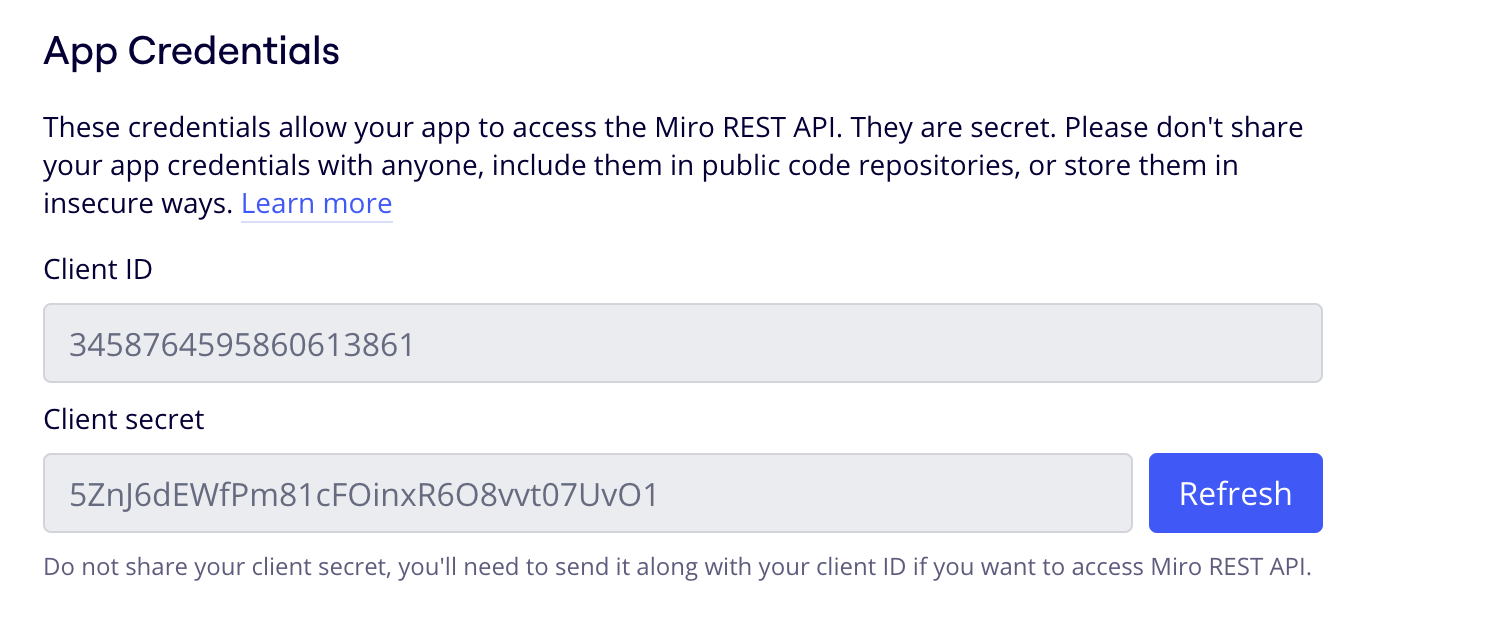 App Credentials
These credentials allow your app to access the Miro REST API. They are secret. Please don't share
your app credentials with anyone, include them in public code repositories, or store them in
insecure ways. Learn more
Client ID
3458764595860613861
Client secret
5ZnJ6dEWfPm81cFOinxR6O8vvt07UvO1
Refresh
Do not share your client secret, you'll need to send it along with your client ID if you want to access Miro REST API.